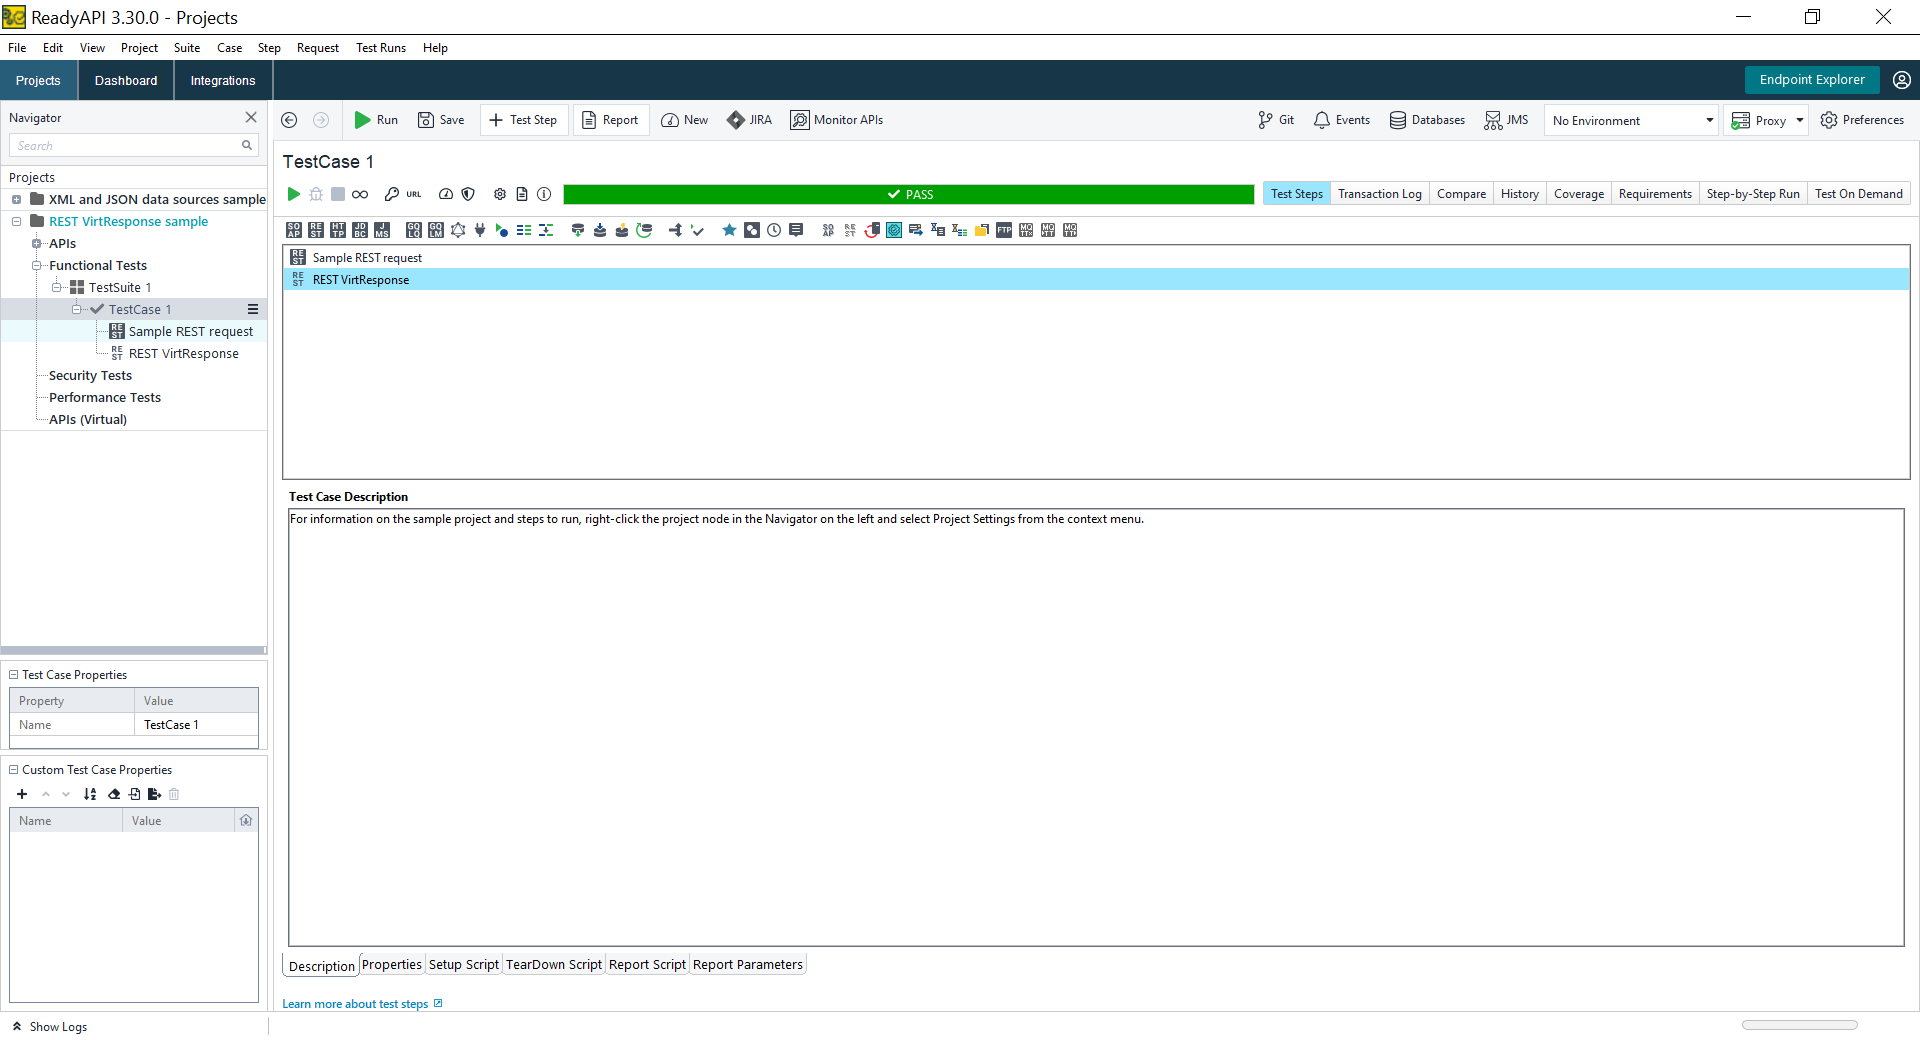 ReadyAPI 3.30.0 - Projects
File Edit View Project Suite Case Step Request Test Runs Help
Projects Dashboard Integrations Endpoint Explorer
Navigator
Search
Run Save Test Step Report New JIRA Monitor APIs Git Events Databases JMS No Environment Proxy Preferences
Projects
XML and JSON data sources sample
REST VirtResponse sample
APIs
Functional Tests
TestSuite 1
TestCase 1
Sample REST request
REST VirtResponse
Security Tests
Performance Tests
APIs (Virtual)
TestCase 1
URL
PASS
Test Steps Transaction Log Compare History Coverage Requirements Step-by-Step Run Test On Demand
Sample REST request
REST VirtResponse
Test Case Description
For information on the sample project and steps to run, right-click the project node in the Navigator on the left and select Project Settings from the context menu.
Description Properties Setup Script TearDown Script Report Script Report Parameters
Learn more about test steps
Test Case Properties
Property Value
Name TestCase 1
Custom Test Case Properties
Name Value
Show Logs